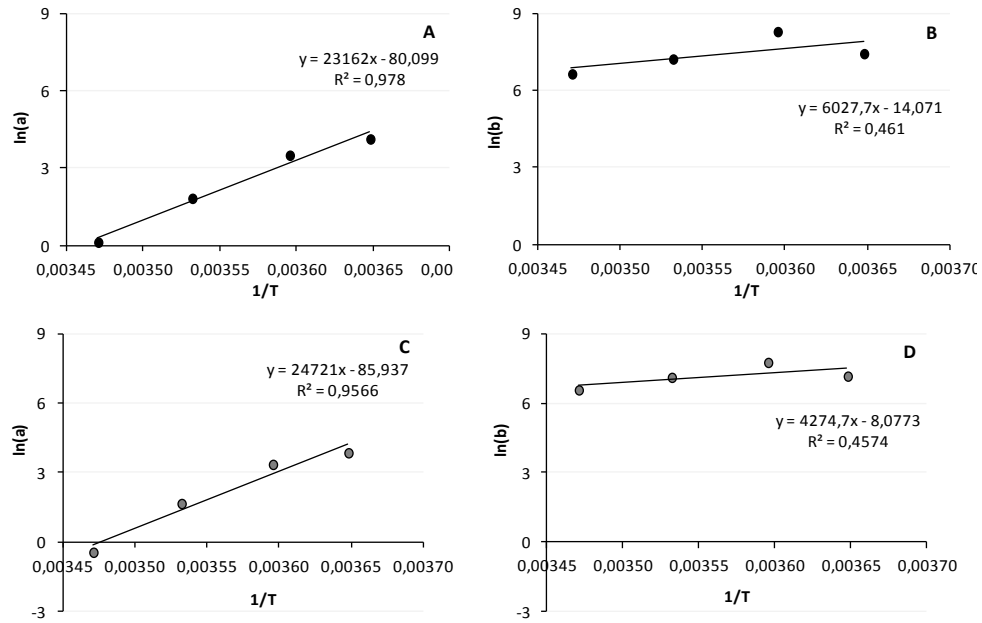 9
A
y = 23162x - 80,099
R² = 0,978
6
ln(a)
3
0
0,00345 0,00350 0,00355 0,00360 0,00365 0,00
1/T
9
B
6
y = 6027,7x - 14,071
R² = 0,461
ln(b)
3
0
0,00345 0,00350 0,00355 0,00360 0,00365 0,00370
1/T
9
C
y = 24721x - 85,937
R² = 0,9566
6
ln(a)
3
0
0,00345 0,00350 0,00355 0,00360 0,00365 0,00370
1/T
-3
9
D
6
y = 4274,7x - 8,0773
R² = 0,4574
ln(b)
3
0
0,00345 0,00350 0,00355 0,00360 0,00365 0,00370
1/T
-3